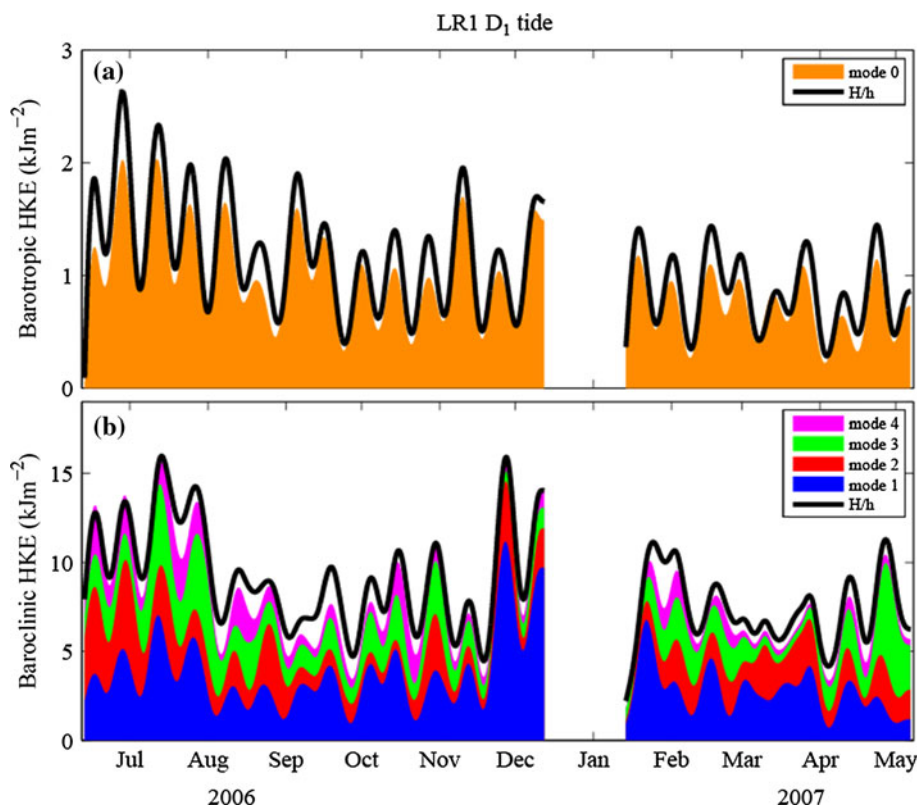 LR1 D₁ tide
(a)
mode 0
H/h
3
2
1
0
Barotropic HKE (kJm⁻²)
(b)
mode 4
mode 3
mode 2
mode 1
H/h
15
10
5
0
Baroclinic HKE (kJm⁻²)
Jul Aug Sep Oct Nov Dec Jan Feb Mar Apr May
2006 2007